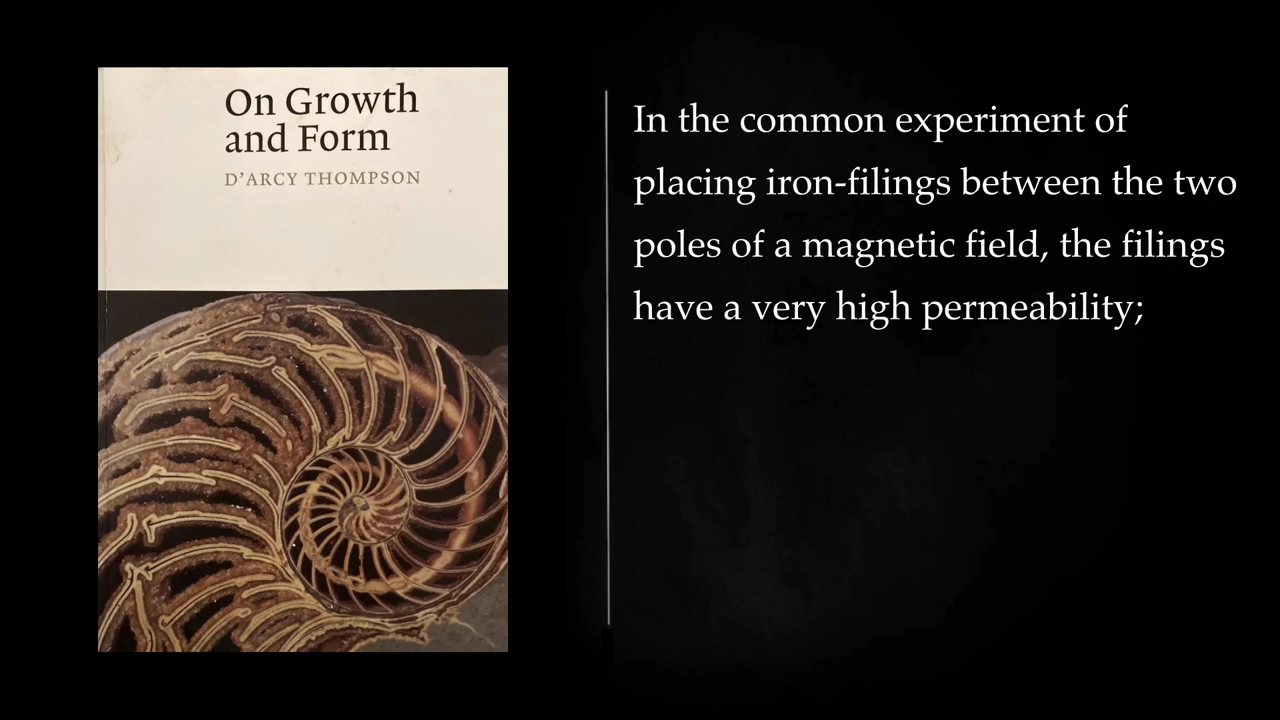 On Growth
and Form
D'ARCY THOMPSON
In the common experiment of
placing iron-filings between the two
poles of a magnetic field, the filings
have a very high permeability;